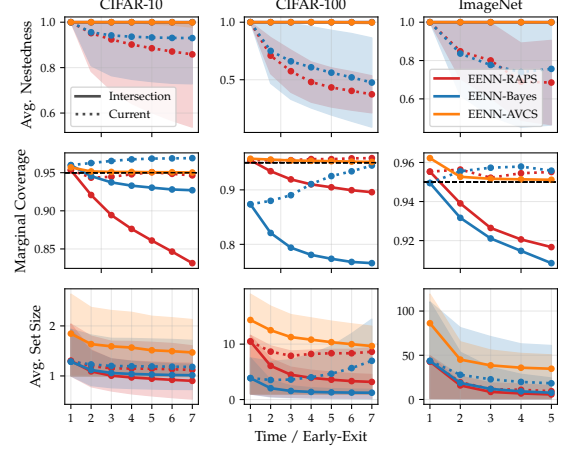 CIFAR-10 CIFAR-100 ImageNet
Avg. Nestedness
1.0
0.8
0.6
1.0
0.5
1.0
0.8
0.6
Intersection
Current
EENN-RAPS
EENN-Bayes
EENN-AVCS
Marginal Coverage
0.95
0.90
0.85
0.9
0.8
0.96
0.94
0.92
Avg. Set Size
2
1
10
0
100
50
0
1 2 3 4 5 6 7
1 2 3 4 5 6 7
1 2 3 4 5
Time / Early-Exit